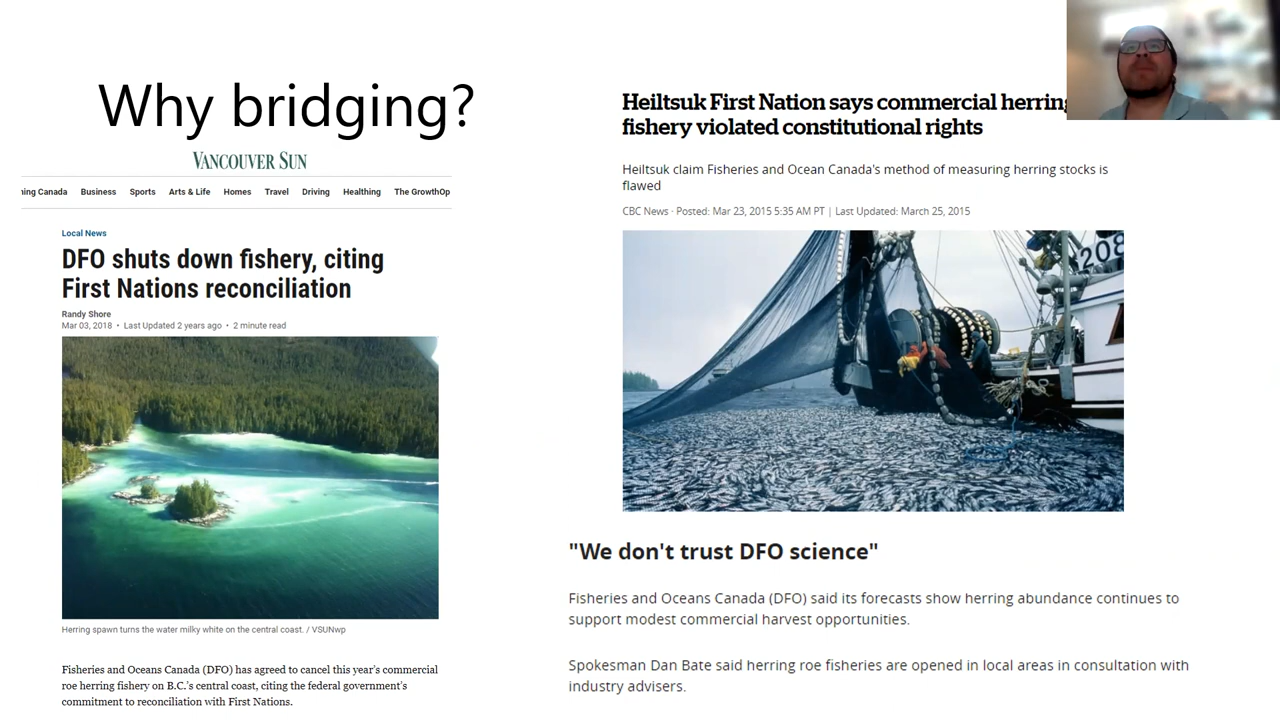 Why bridging?
VANCOUVER SUN
ning Canada Business Sports Arts & Life Homes Travel Driving Healthing The GrowthOp
Local News
DFO shuts down fishery, citing
First Nations reconciliation
Randy Shore
Mar 03, 2018 • Last Updated 2 years ago • 2 minute read
Herring spawn turns the water milky white on the central coast. / VSUNwp
Fisheries and Oceans Canada (DFO) has agreed to cancel this year's commercial
roe herring fishery on B.C.'s central coast, citing the federal government's
commitment to reconciliation with First Nations.
Heiltsuk First Nation says commercial herring
fishery violated constitutional rights
Heiltsuk claim Fisheries and Ocean Canada's method of measuring herring stocks is
flawed
CBC News · Posted: Mar 23, 2015 5:35 AM PT | Last Updated: March 25, 2015
208
"We don't trust DFO science"
Fisheries and Oceans Canada (DFO) said its forecasts show herring abundance continues to
support modest commercial harvest opportunities.
Spokesman Dan Bate said herring roe fisheries are opened in local areas in consultation with
industry advisers.